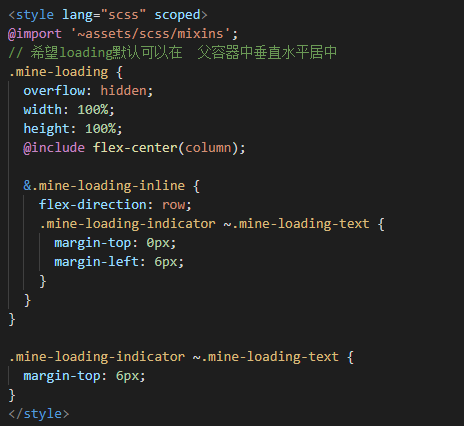 <style lang="scss" scoped>
@import '~assets/scss/mixins';
// 希望loading默认可以在 父容器中垂直水平居中
.mine-loading {
overflow: hidden;
width: 100%;
height: 100%;
@include flex-center(column);
&.mine-loading-inline {
flex-direction: row;
.mine-loading-indicator ~.mine-loading-text {
margin-top: 0px;
margin-left: 6px;
}
}
}
.mine-loading-indicator ~.mine-loading-text {
margin-top: 6px;
}
</style>